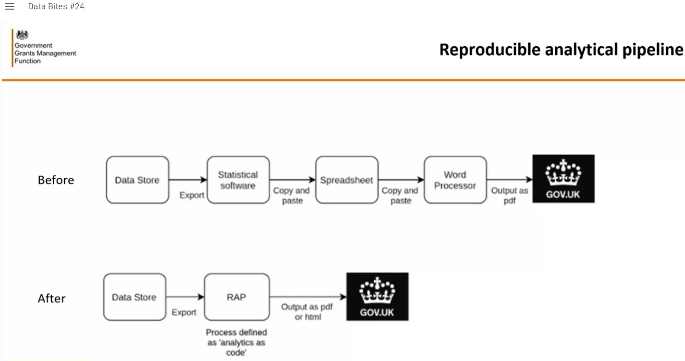 Data Bites #24
Government
Grants Management
Function
Reproducible analytical pipeline
Before
Data Store
Export
Statistical
software
Copy and
paste
Spreadsheet
Copy and
paste
Word
Processor
Output as
pdf
GOV.UK
After
Data Store
Export
RAP
Process defined
as 'analytics as
code'
Output as pdf
or html
GOV.UK